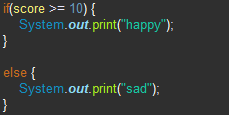 if(score >= 10) {
System.out.print("happy");
}
else {
System.out.print("sad");
}